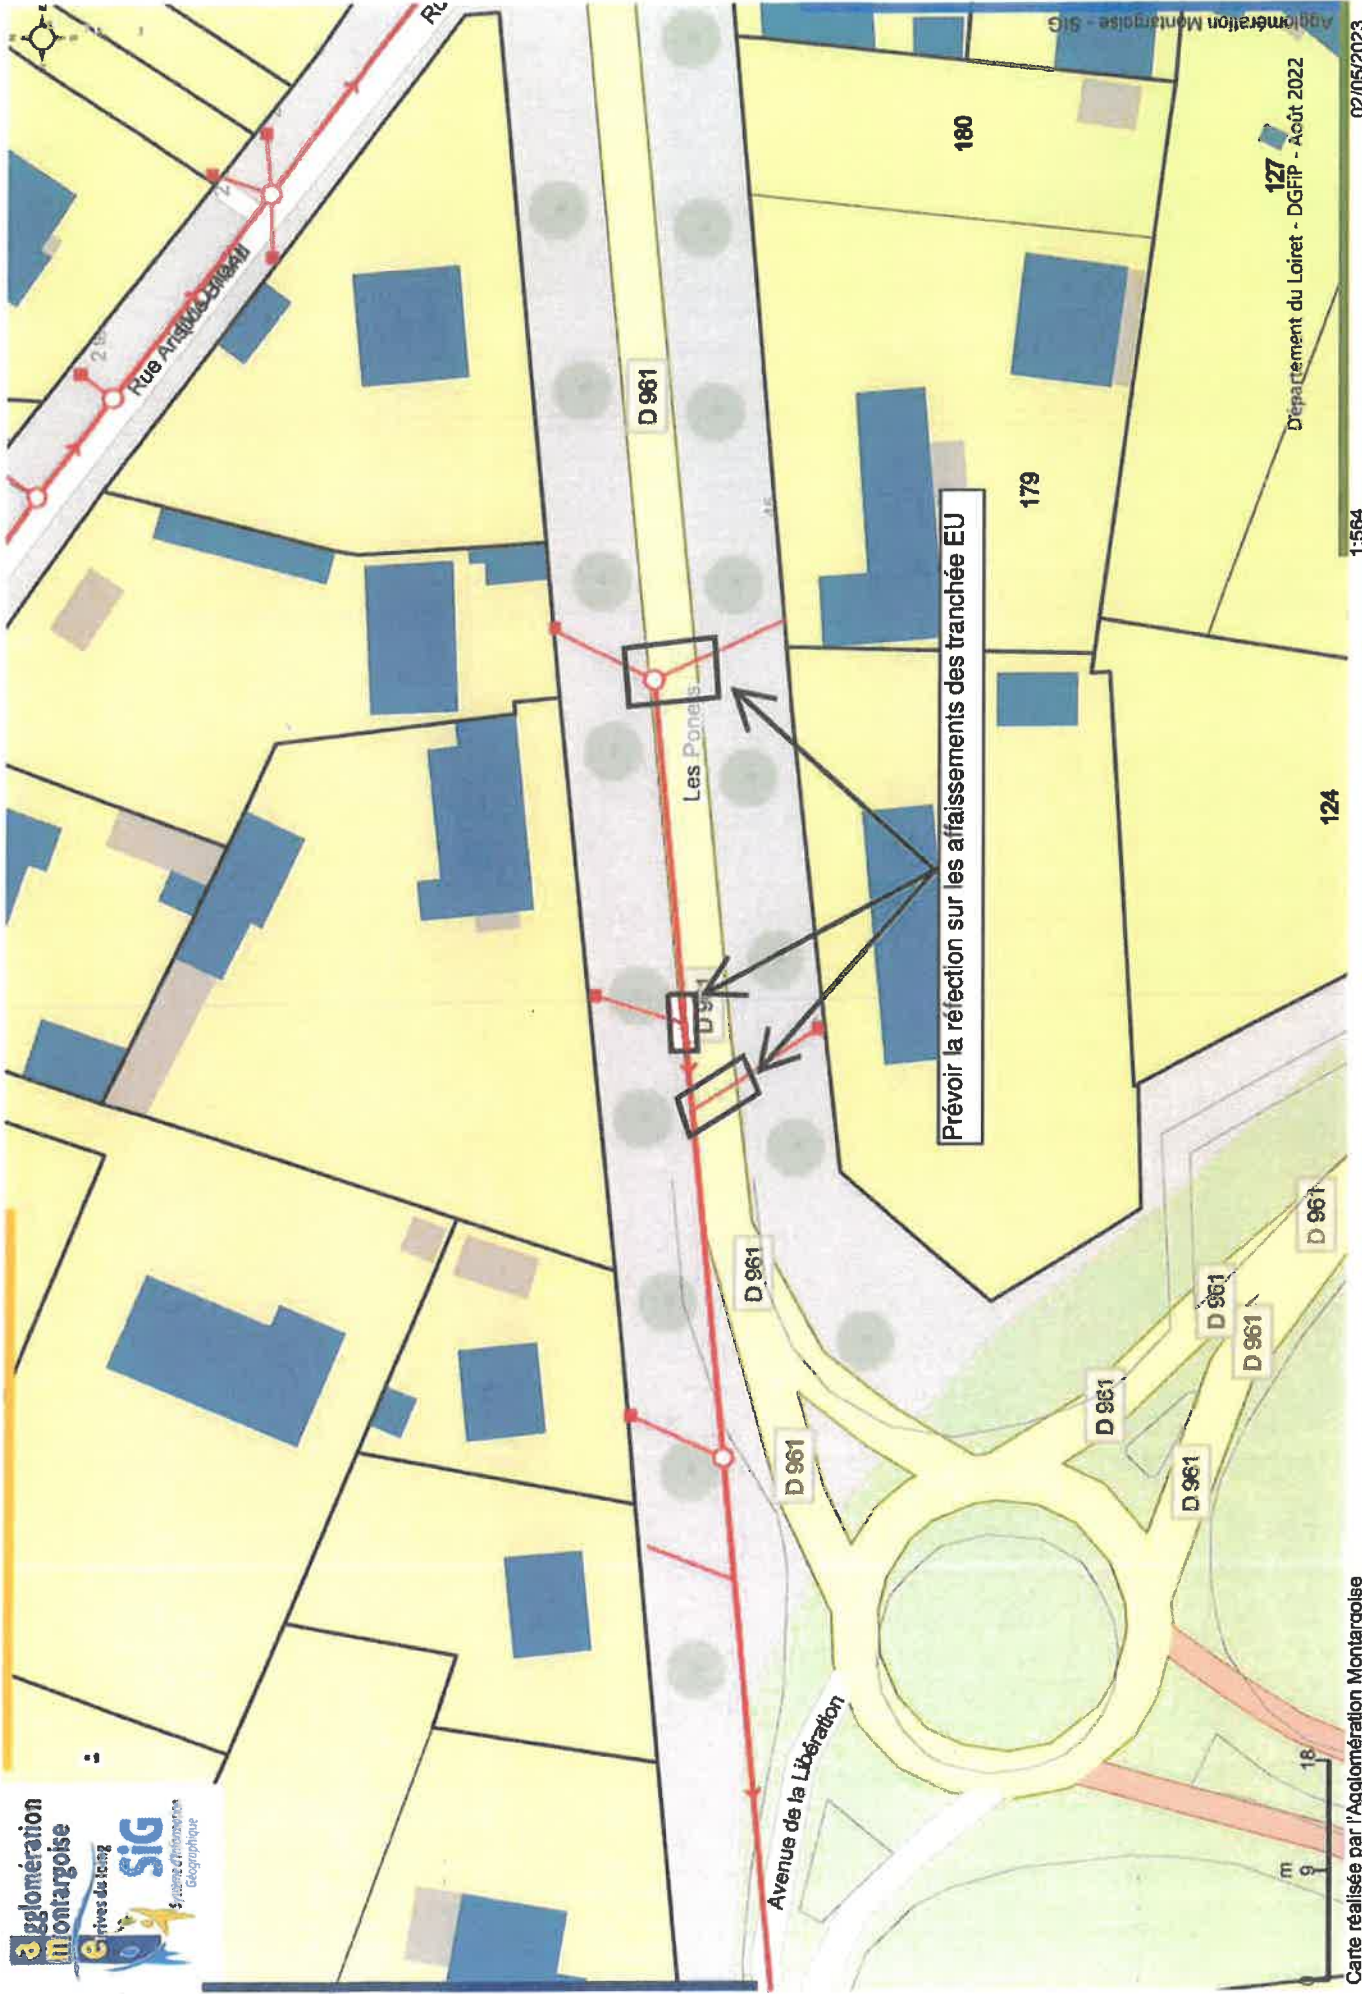 agglomération
montargoise
et rives du loing
SiG
Système d'Information
Géographique
Rue
D 961
Les Poners
D 961
D 961
D 961
D 961
D 961
D 961
D 961
Avenue de la Libération
Prévoir la réfection sur les affaissements des tranchée EU
180
179
124
127
Département du Loiret - DGFiP - Août 2022
Agglomération Montargoise - SIG
m
0 9 18
Carte réalisée par l'Agglomération Montargoise
1:564
02/05/2023